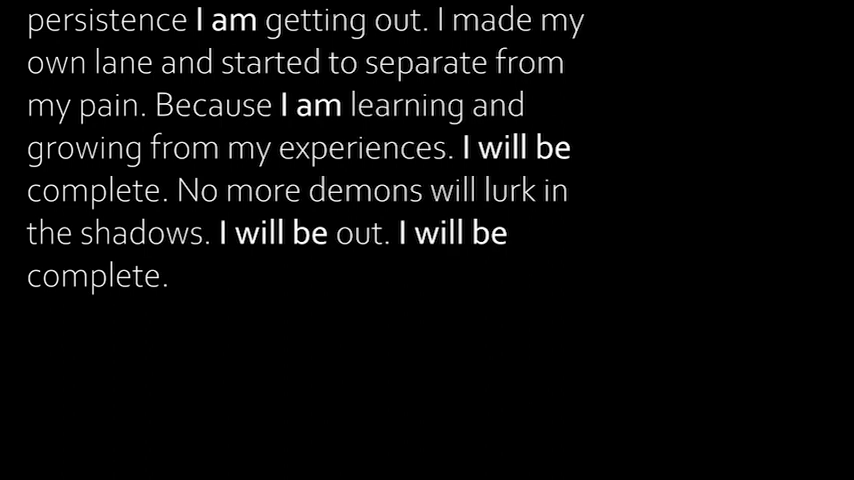 persistence I am getting out. I made my
own lane and started to separate from
my pain. Because I am learning and
growing from my experiences. I will be
complete. No more demons will lurk in
the shadows. I will be out. I will be
complete.